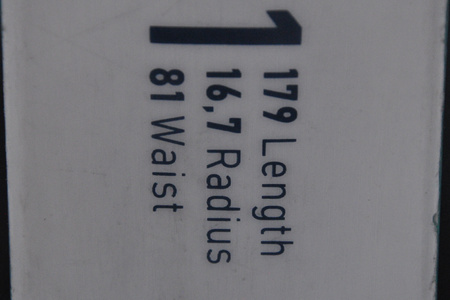 1
179 Length
16,7 Radius
81 Waist